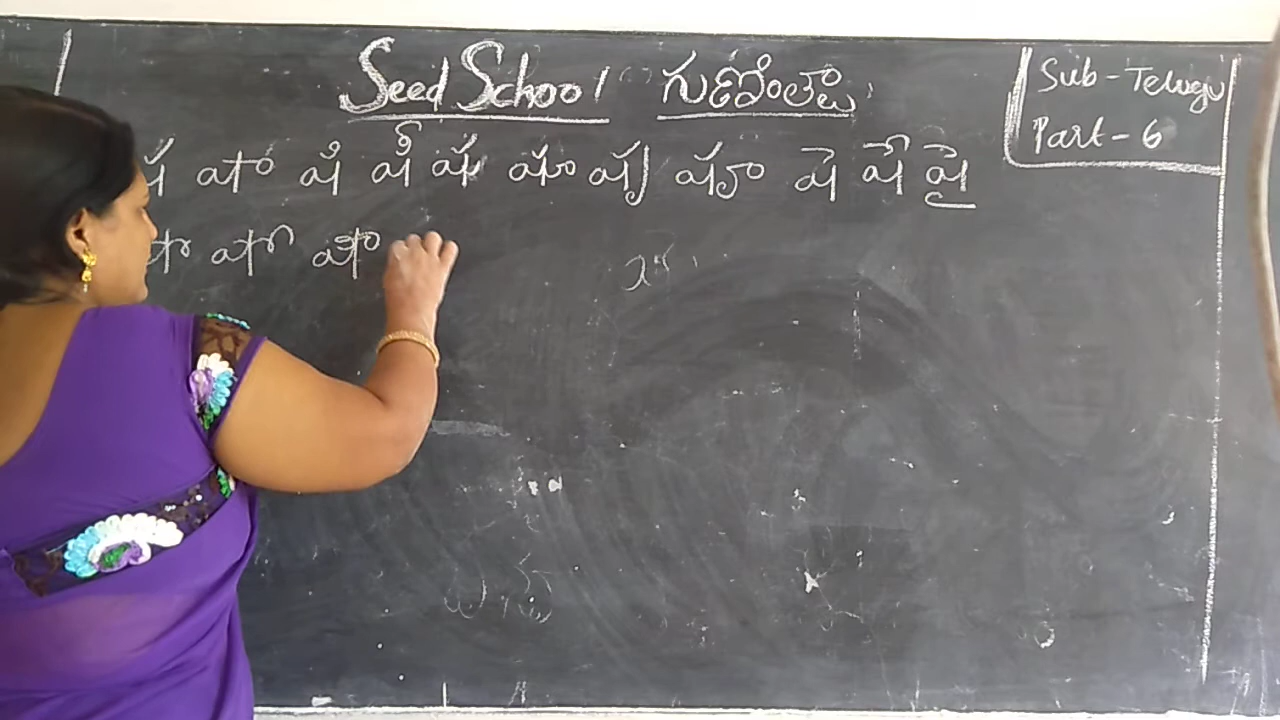 Seed School గుణింతాలు
Sub - Telugu
Part - 6
ష షా షి షీ షు షూ షృ షౄ షె షే షై
షొ షో షౌ